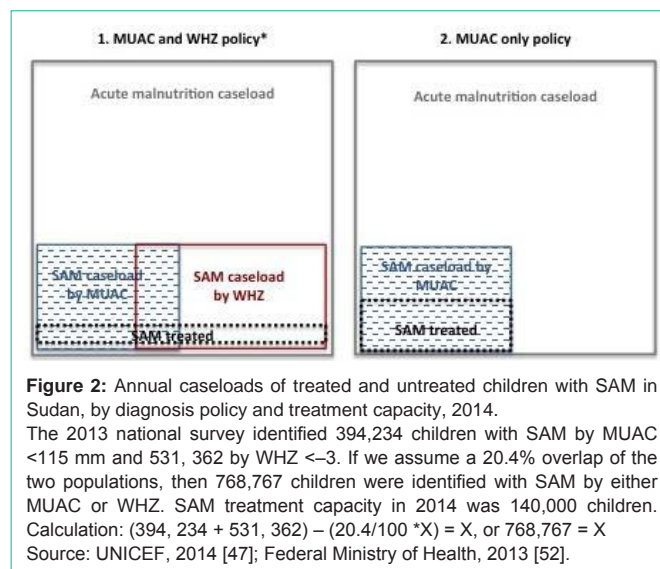 1. MUAC and WHZ policy*
Acute malnutrition caseload
SAM caseload
by MUAC
SAM caseload
by WHZ
SAM treated
2. MUAC only policy
Acute malnutrition caseload
SAM caseload by
MUAC
SAM treated
Figure 2: Annual caseloads of treated and untreated children with SAM in
Sudan, by diagnosis policy and treatment capacity, 2014.
The 2013 national survey identified 394,234 children with SAM by MUAC
<115 mm and 531, 362 by WHZ <–3. If we assume a 20.4% overlap of the
two populations, then 768,767 children were identified with SAM by either
MUAC or WHZ. SAM treatment capacity in 2014 was 140,000 children.
Calculation: (394, 234 + 531, 362) – (20.4/100 *X) = X, or 768,767 = X
Source: UNICEF, 2014 [47]; Federal Ministry of Health, 2013 [52].